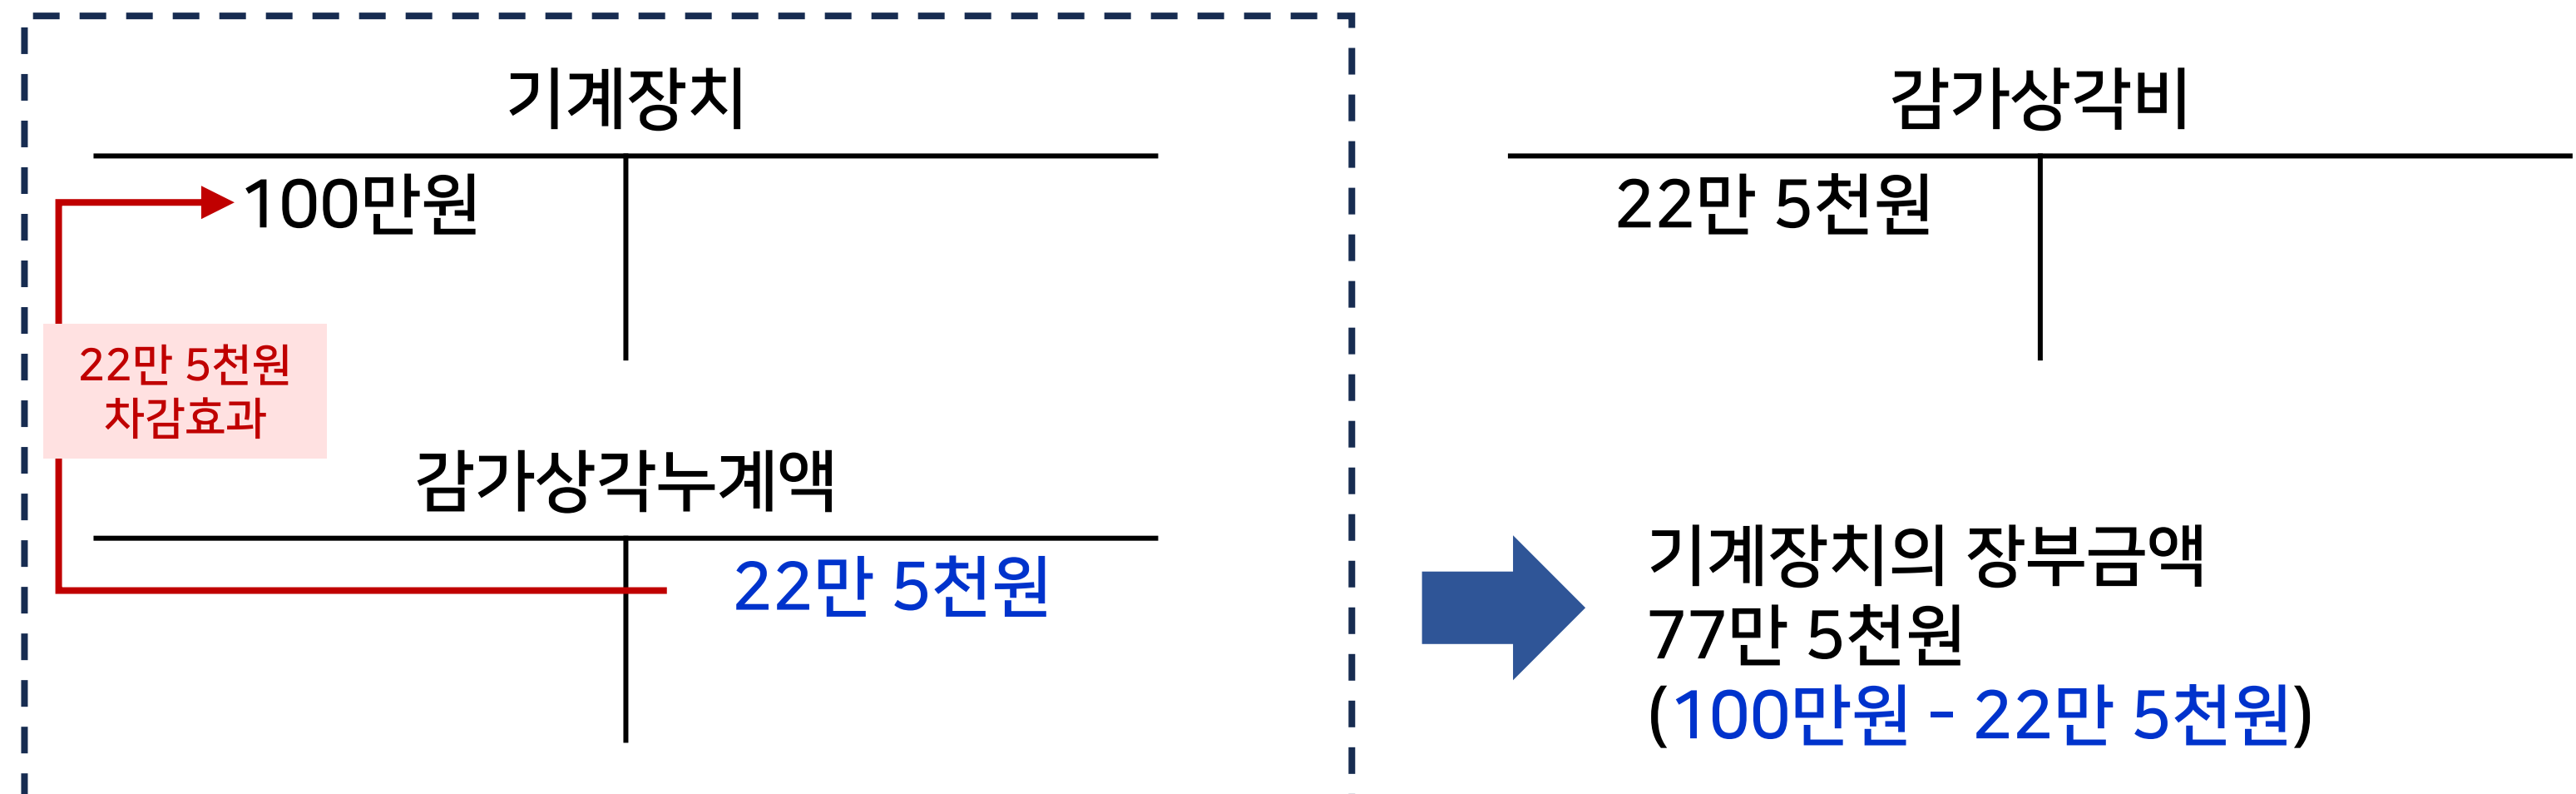 기계장치
100만원
22만 5천원
차감효과
감가상각누계액
22만 5천원
감가상각비
22만 5천원
기계장치의 장부금액
77만 5천원
(100만원 - 22만 5천원)